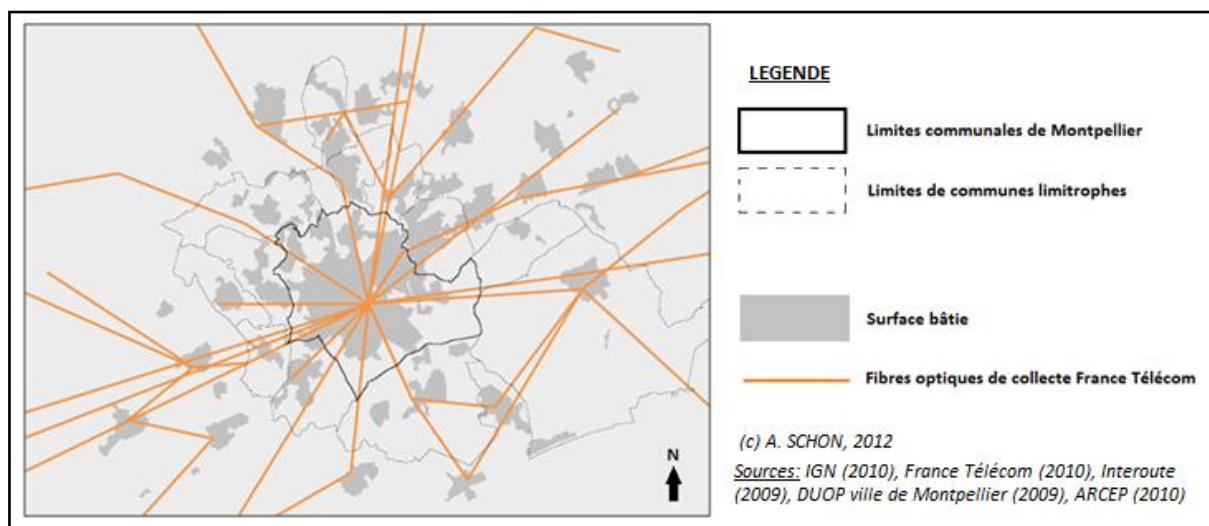 N
LEGENDE
Limites communales de Montpellier
Limites de communes limitrophes
Surface bâtie
Fibres optiques de collecte France Télécom
(c) A. SCHON, 2012
Sources: IGN (2010), France Télécom (2010), Interoute
(2009), DUOP ville de Montpellier (2009), ARCEP (2010)